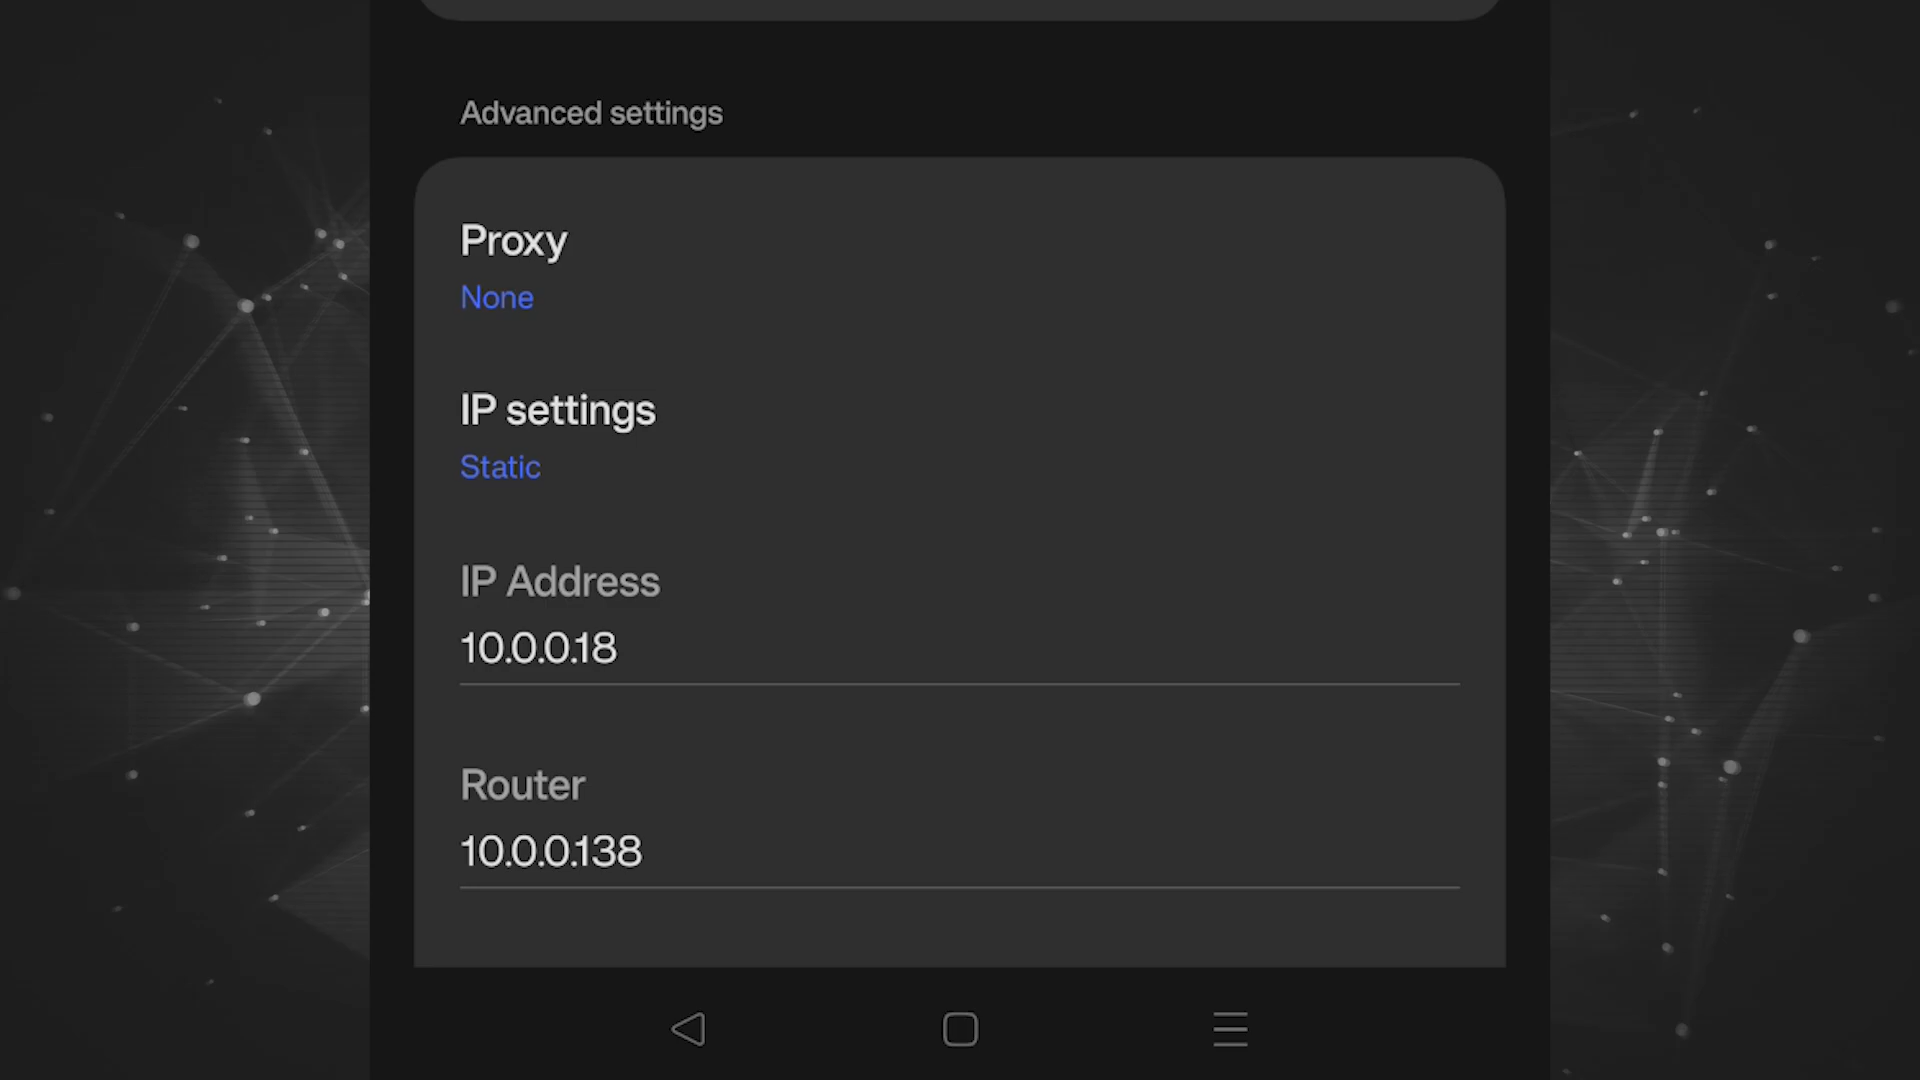 Advanced settings
Proxy
None
IP settings
Static
IP Address
10.0.0.18
Router
10.0.0.138